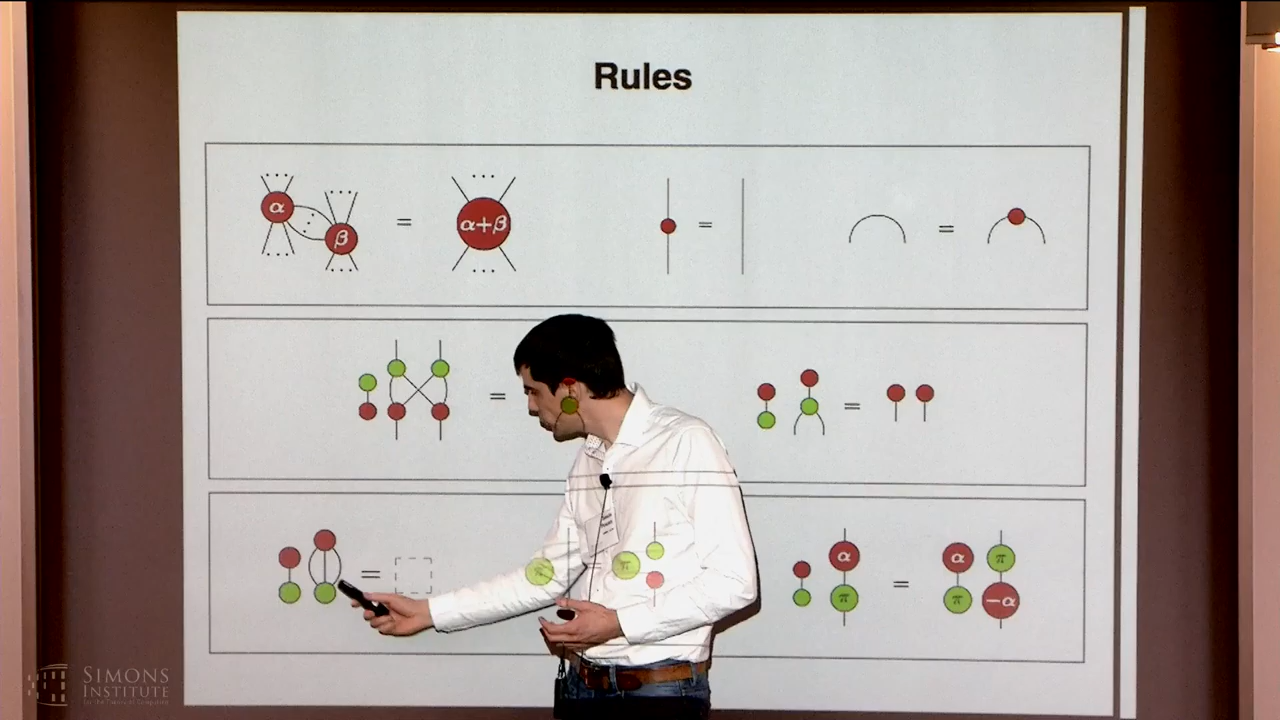 Rules
α
β
=
α+β
=
=
=
=
=
π
=
π
α
π
=
α
π
π
−α
SIMONS
INSTITUTE